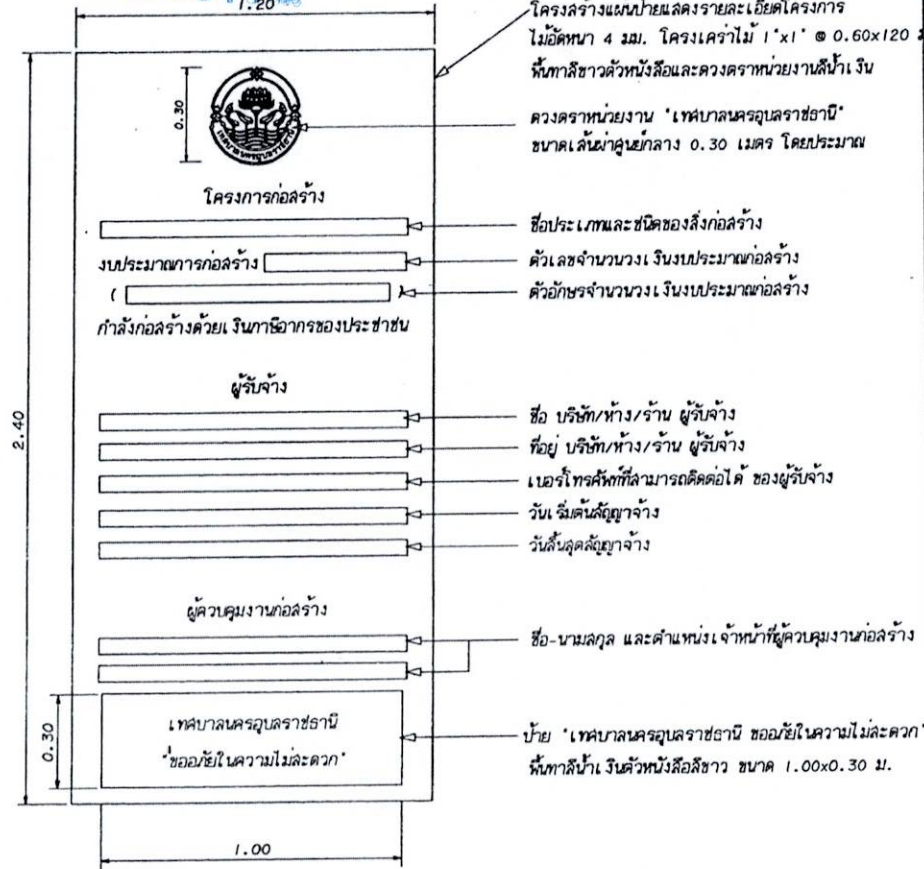 1.20
โครงสร้างแผ่นป้ายแสดงรายละเอียดโครงการ
ไม้อัดหนา 4 มม. โครงเคร่าไม้ 1"x1" @ 0.60x120
พื้นทาสีขาวตัวหนังสือและดวงตราหน่วยงานสีน้ำเงิน
0.30
เทศบาลนครอุบลราชธานี
ดวงตราหน่วยงาน "เทศบาลนครอุบลราชธานี"
ขนาดเส้นผ่าศูนย์กลาง 0.30 เมตร โดยประมาณ
โครงการก่อสร้าง
ชื่อประเภทและชนิดของสิ่งก่อสร้าง
งบประมาณการก่อสร้าง
ตัวเลขจำนวนวงเงินงบประมาณก่อสร้าง
( )
ตัวอักษรจำนวนวงเงินงบประมาณก่อสร้าง
กำลังก่อสร้างด้วยเงินภาษีอากรของประชาชน
2.40
ผู้รับจ้าง
ชื่อ บริษัท/ห้าง/ร้าน ผู้รับจ้าง
ที่อยู่ บริษัท/ห้าง/ร้าน ผู้รับจ้าง
เบอร์โทรศัพท์ที่สามารถติดต่อได้ ของผู้รับจ้าง
วันเริ่มต้นสัญญาจ้าง
วันสิ้นสุดสัญญาจ้าง
ผู้ควบคุมงานก่อสร้าง
ชื่อ-นามสกุล และตำแหน่งเจ้าหน้าที่ผู้ควบคุมงานก่อสร้าง
0.30
เทศบาลนครอุบลราชธานี
"ขออภัยในความไม่สะดวก"
ป้าย "เทศบาลนครอุบลราชธานี ขออภัยในความไม่สะดวก"
พื้นทาสีน้ำเงินตัวหนังสือสีขาว ขนาด 1.00x0.30 ม.
1.00